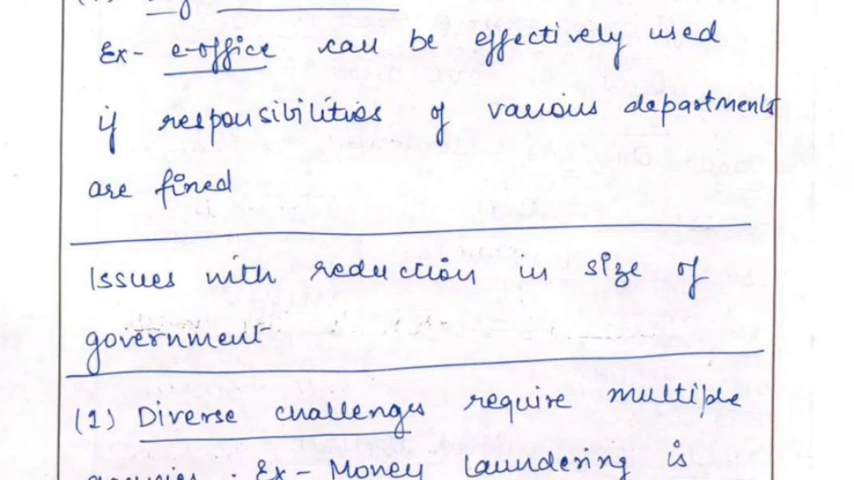 Ex- e-office can be effectively used
if responsibilities of various departments
are fined
Issues with reduction in size of
government
(1) Diverse challenges require multiple
Ex- Money laundering is